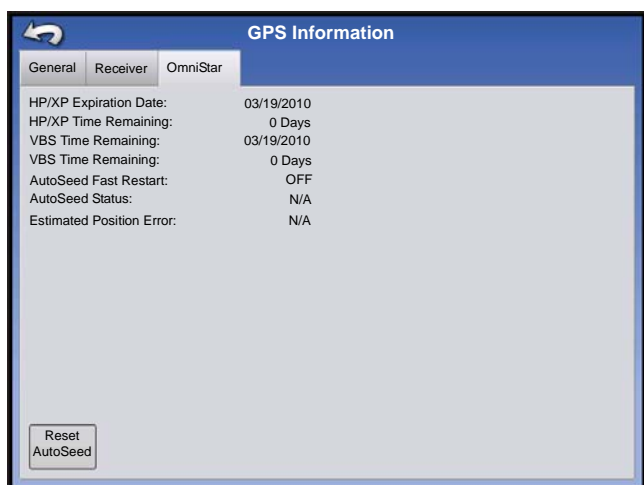 GPS Information
General Receiver OmniStar
HP/XP Expiration Date: 03/19/2010
HP/XP Time Remaining: 0 Days
VBS Time Remaining: 03/19/2010
VBS Time Remaining: 0 Days
AutoSeed Fast Restart: OFF
AutoSeed Status: N/A
Estimated Position Error: N/A
Reset
AutoSeed